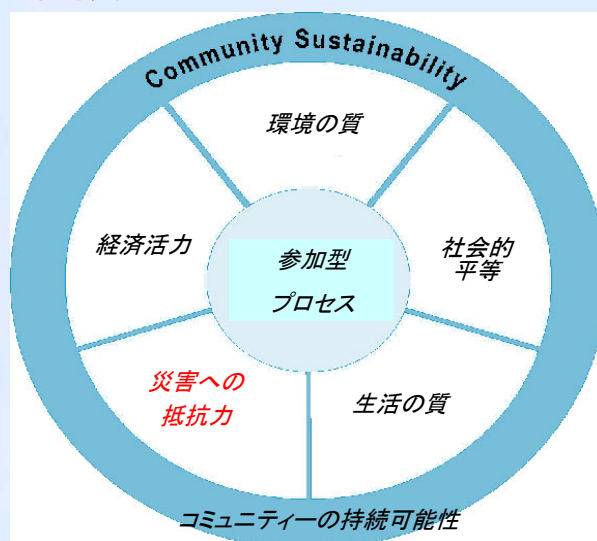 Community Sustainability
環境の質
経済活力
社会的
平等
参加型
プロセス
災害への
抵抗力
生活の質
コミュニティーの持続可能性